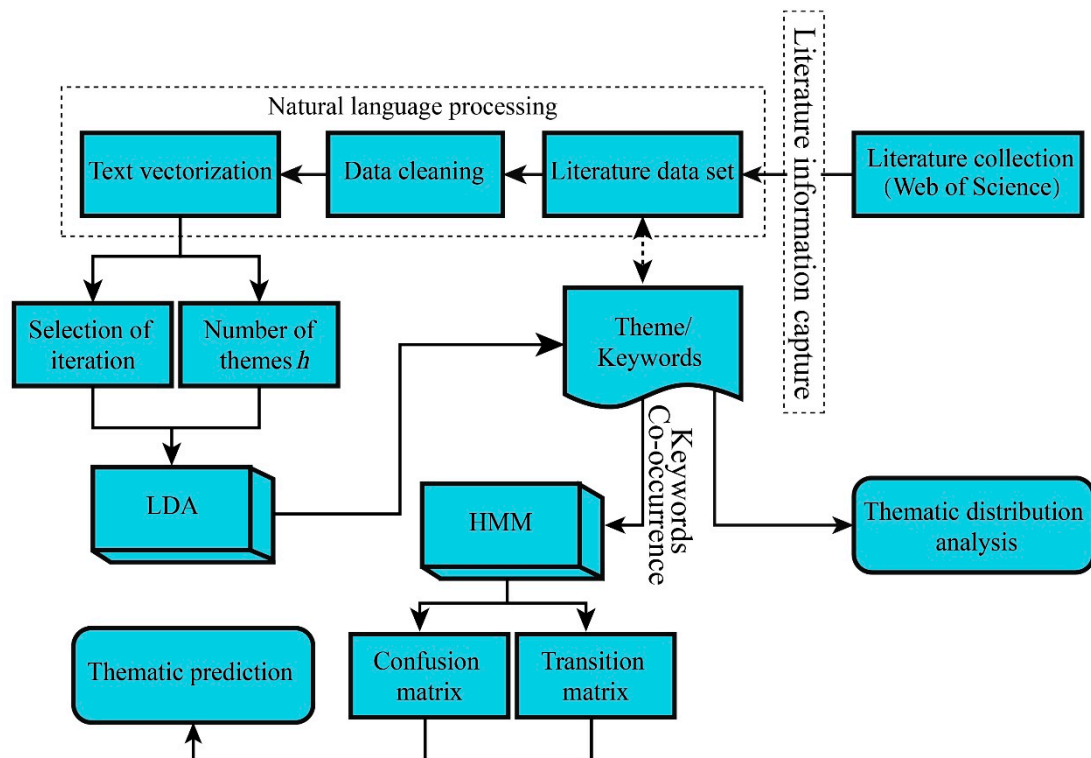 Natural language processing
Text vectorization
Data cleaning
Literature data set
Literature information capture
Literature collection
(Web of Science)
Selection of
iteration
Number of
themes h
Theme/
Keywords
LDA
HMM
Keywords
Co-occurrence
Thematic distribution
analysis
Thematic prediction
Confusion
matrix
Transition
matrix